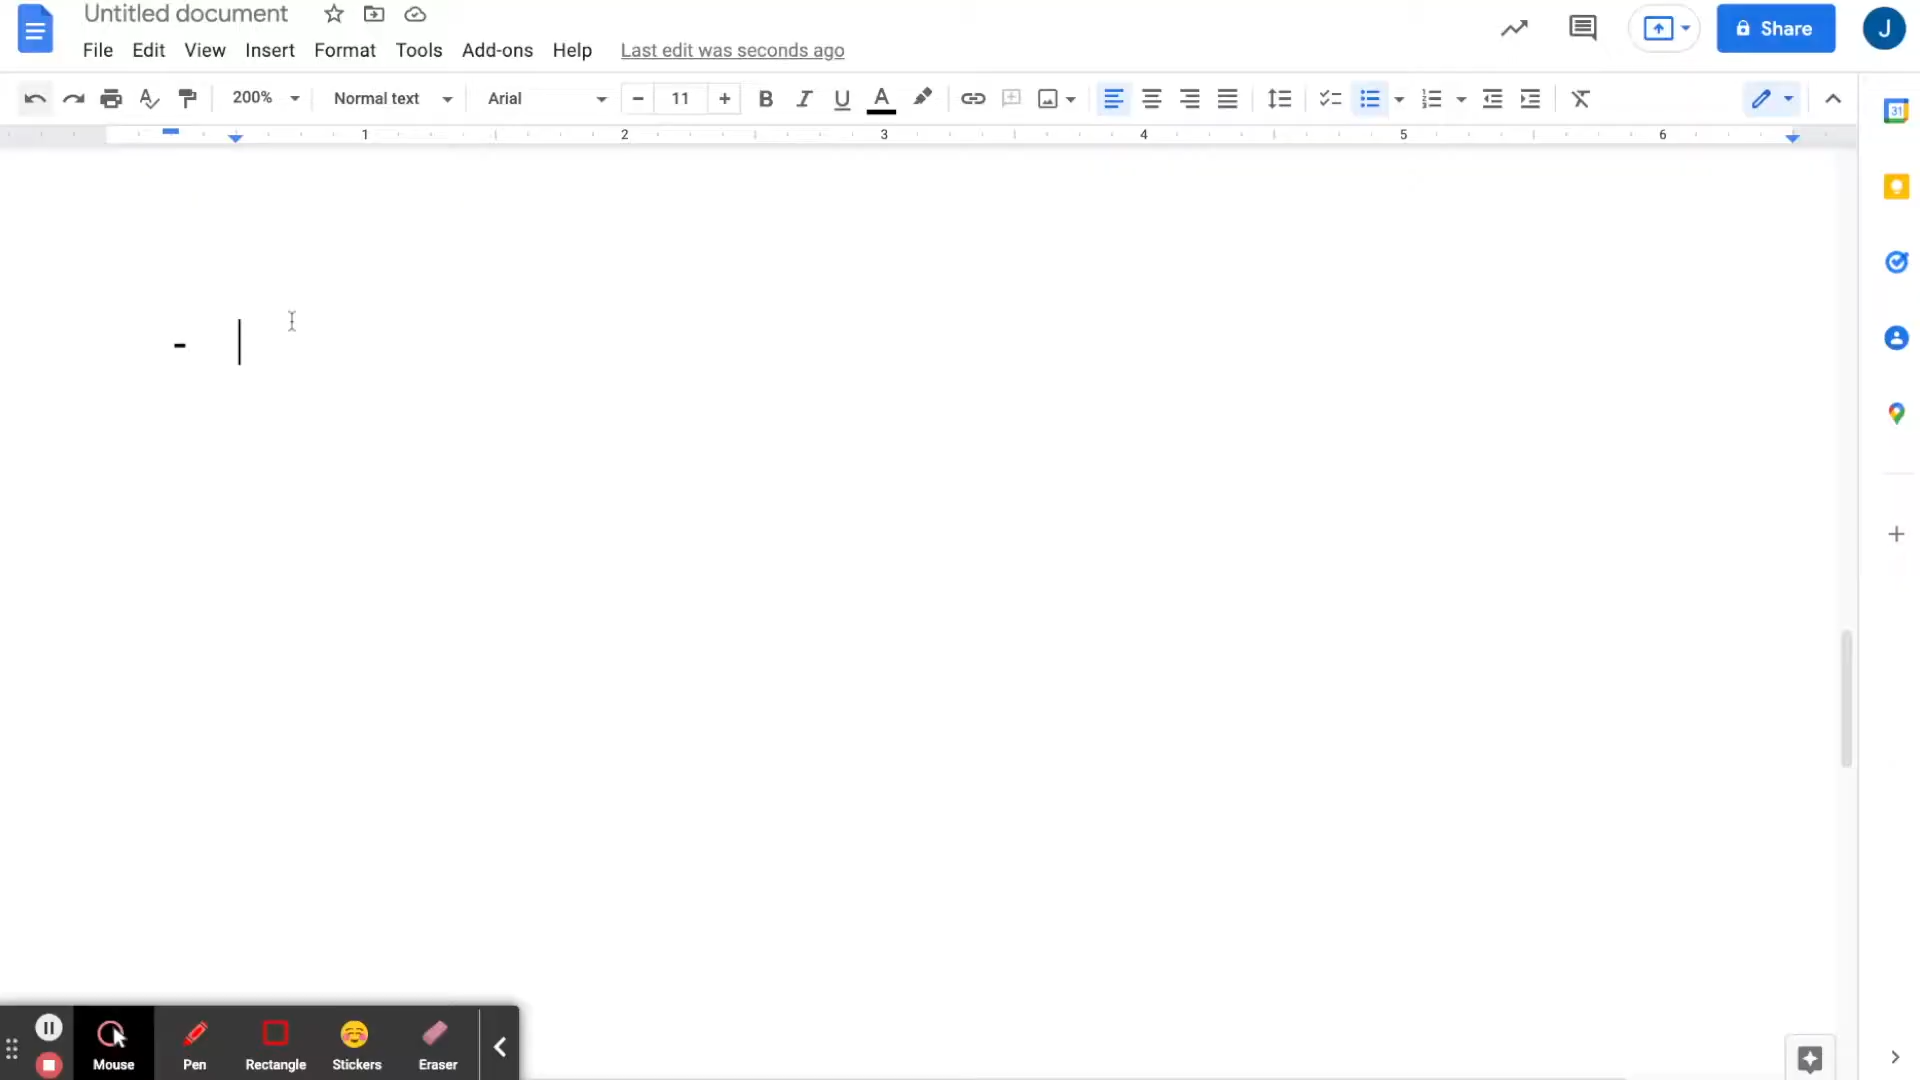 Untitled document
File Edit View Insert Format Tools Add-ons Help Last edit was seconds ago
Share
J
200% Normal text Arial - 11 + B I U A
31
1 2 3 4 5 6
-
Mouse Pen Rectangle Stickers Eraser